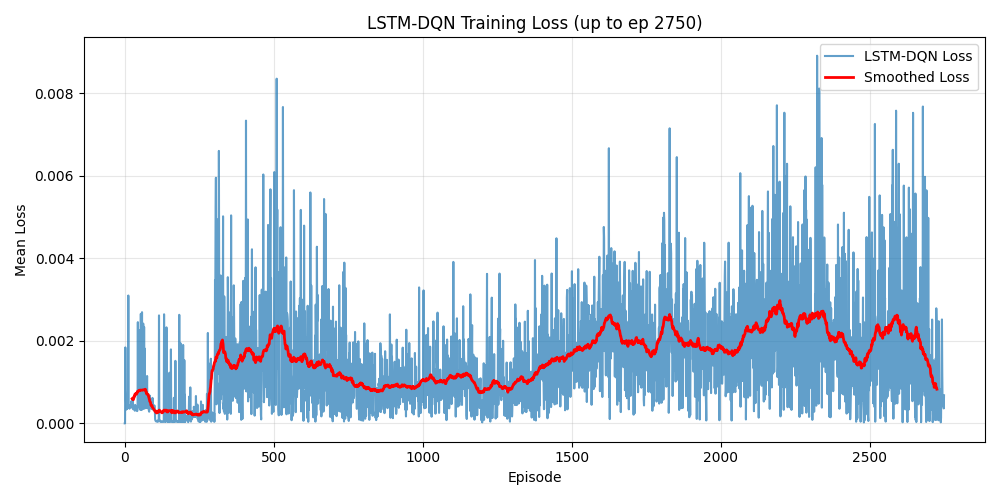 LSTM-DQN Training Loss (up to ep 2750)
LSTM-DQN Loss
Smoothed Loss
Mean Loss
0.008
0.006
0.004
0.002
0.000
0
500
1000
1500
2000
2500
Episode